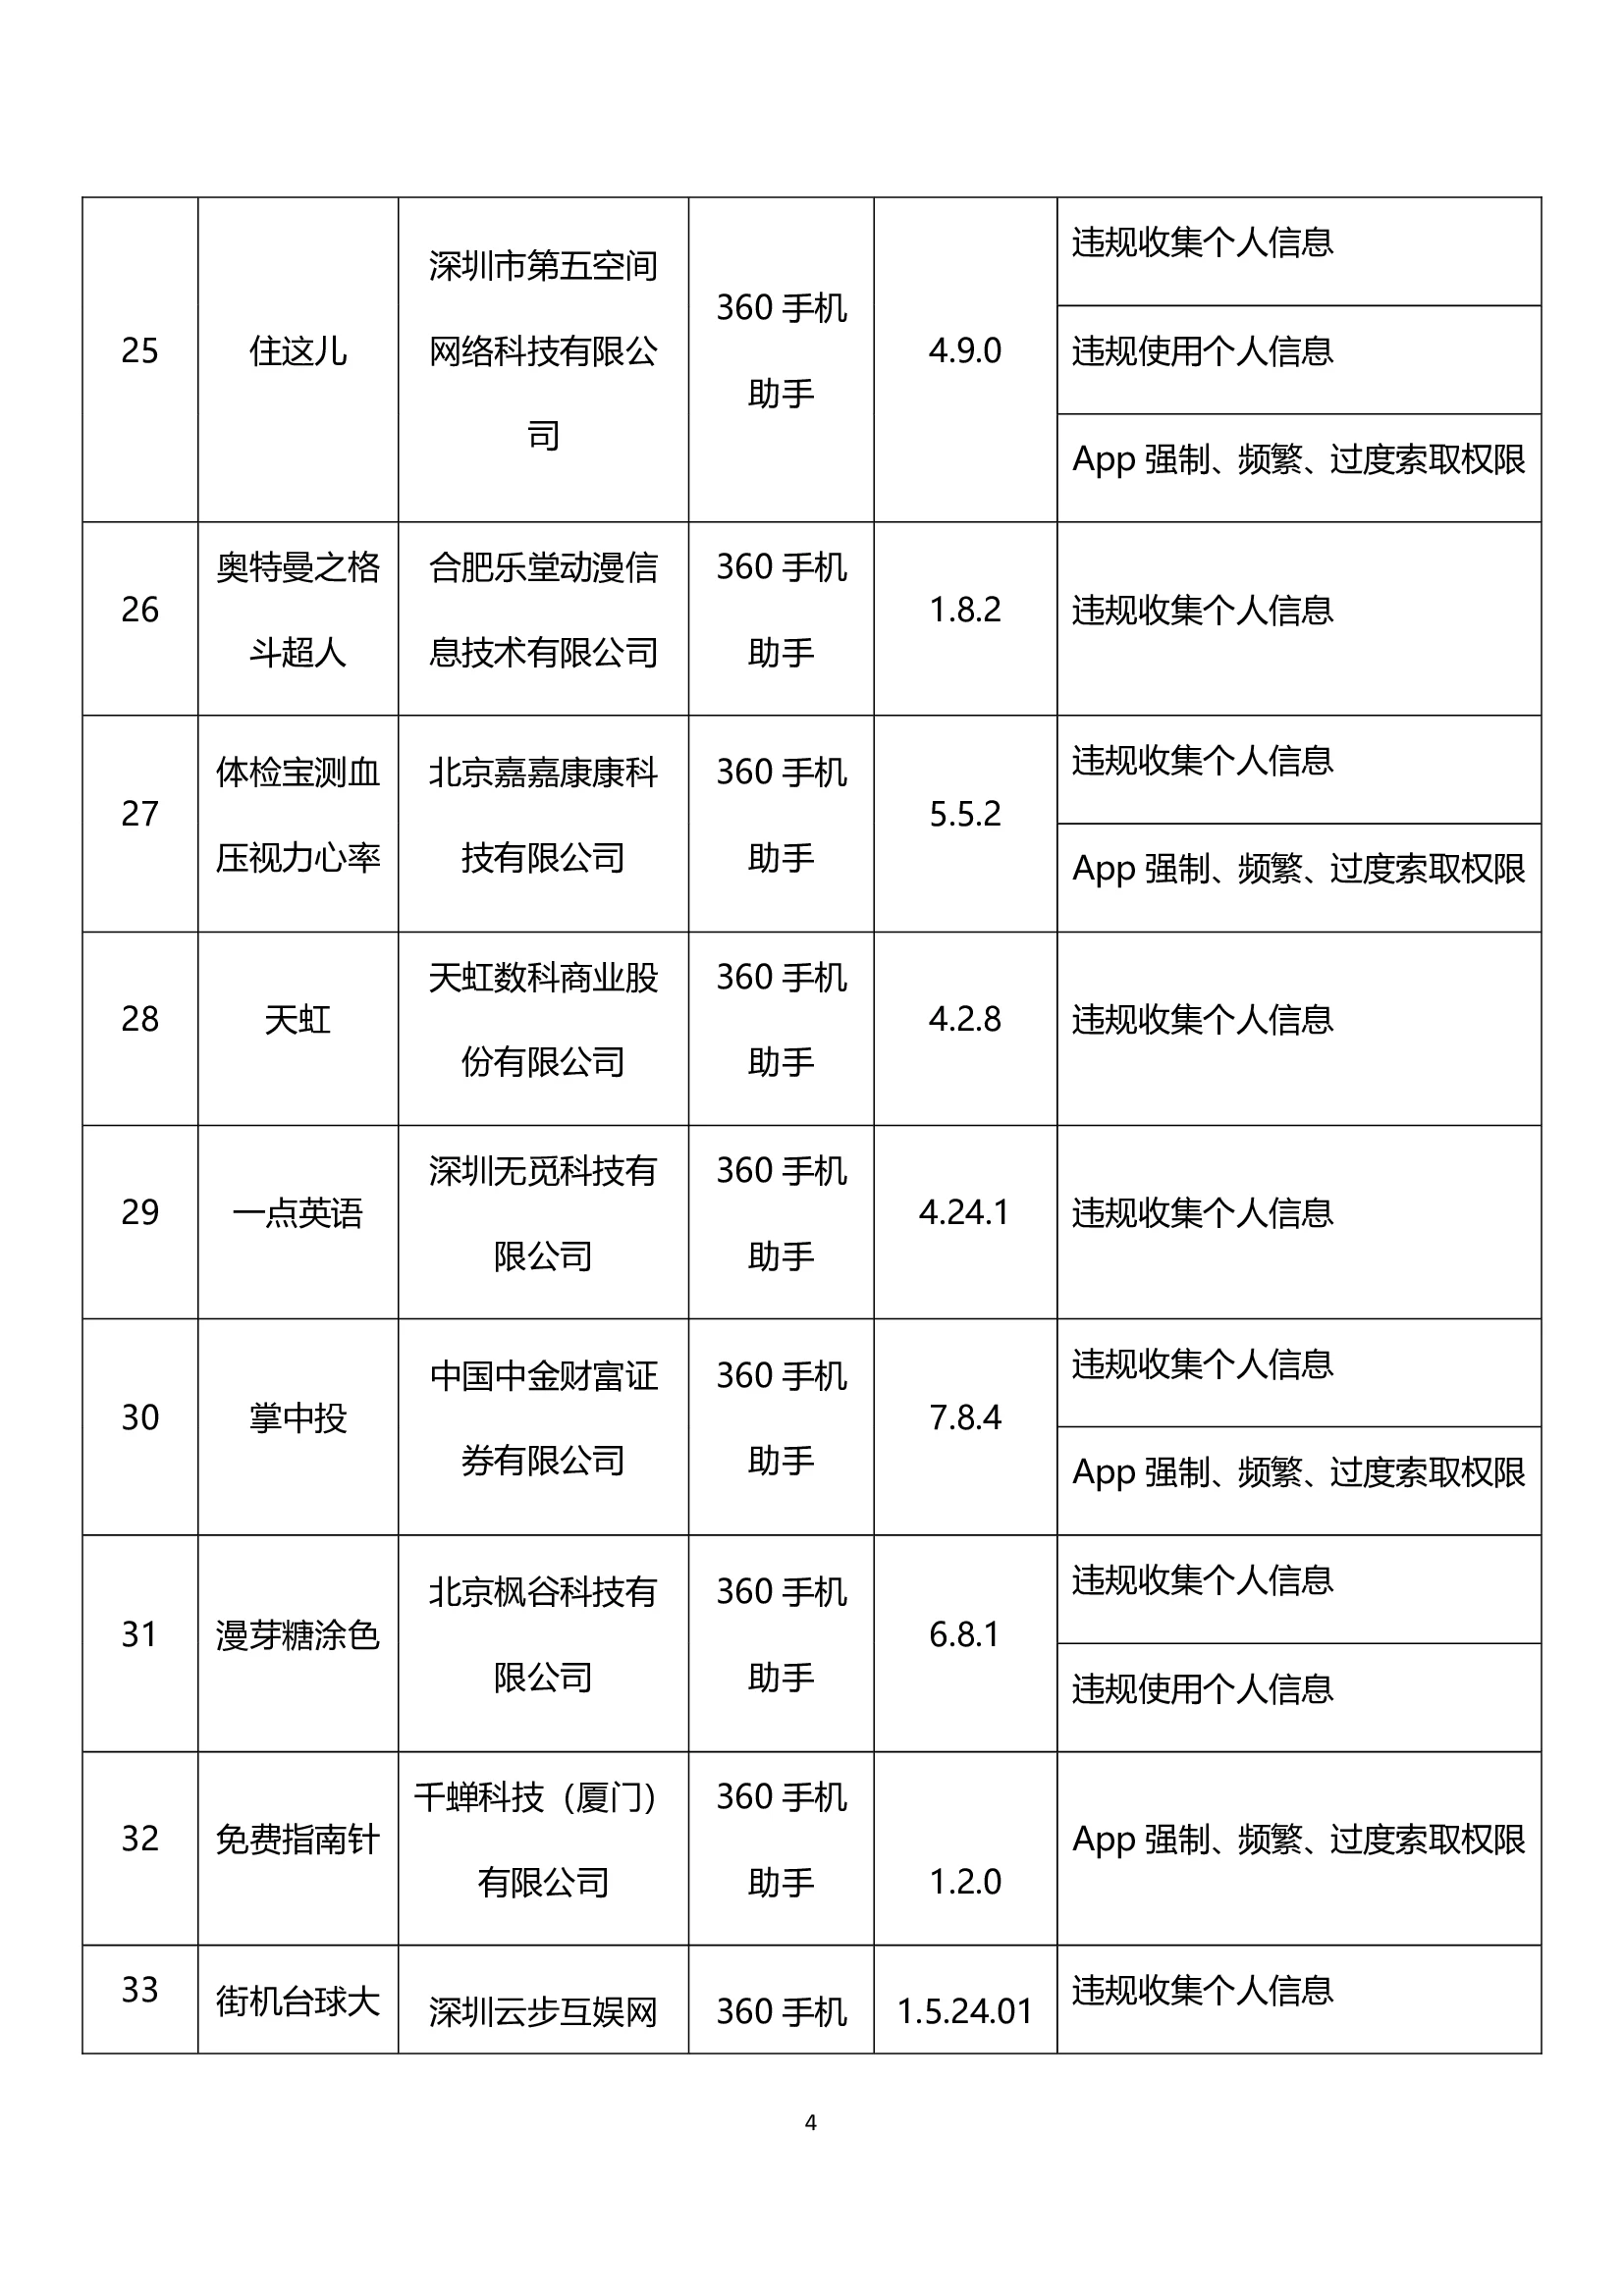 25
住这儿
深圳市第五空间
网络科技有限公
司
360 手机
助手
4.9.0
违规收集个人信息
违规使用个人信息
App 强制、频繁、过度索取权限
26
奥特曼之格
斗超人
合肥乐堂动漫信
息技术有限公司
360 手机
助手
1.8.2
违规收集个人信息
27
体检宝测血
压视力心率
北京嘉嘉康康科
技有限公司
360 手机
助手
5.5.2
违规收集个人信息
App 强制、频繁、过度索取权限
28
天虹
天虹数科商业股
份有限公司
360 手机
助手
4.2.8
违规收集个人信息
29
一点英语
深圳无觅科技有
限公司
360 手机
助手
4.24.1
违规收集个人信息
30
掌中投
中国中金财富证
券有限公司
360 手机
助手
7.8.4
违规收集个人信息
App 强制、频繁、过度索取权限
31
漫芽糖涂色
北京枫谷科技有
限公司
360 手机
助手
6.8.1
违规收集个人信息
违规使用个人信息
32
免费指南针
千蝉科技（厦门）
有限公司
360 手机
助手
1.2.0
App 强制、频繁、过度索取权限
33
街机台球大
深圳云步互娱网
360 手机
1.5.24.01
违规收集个人信息
4